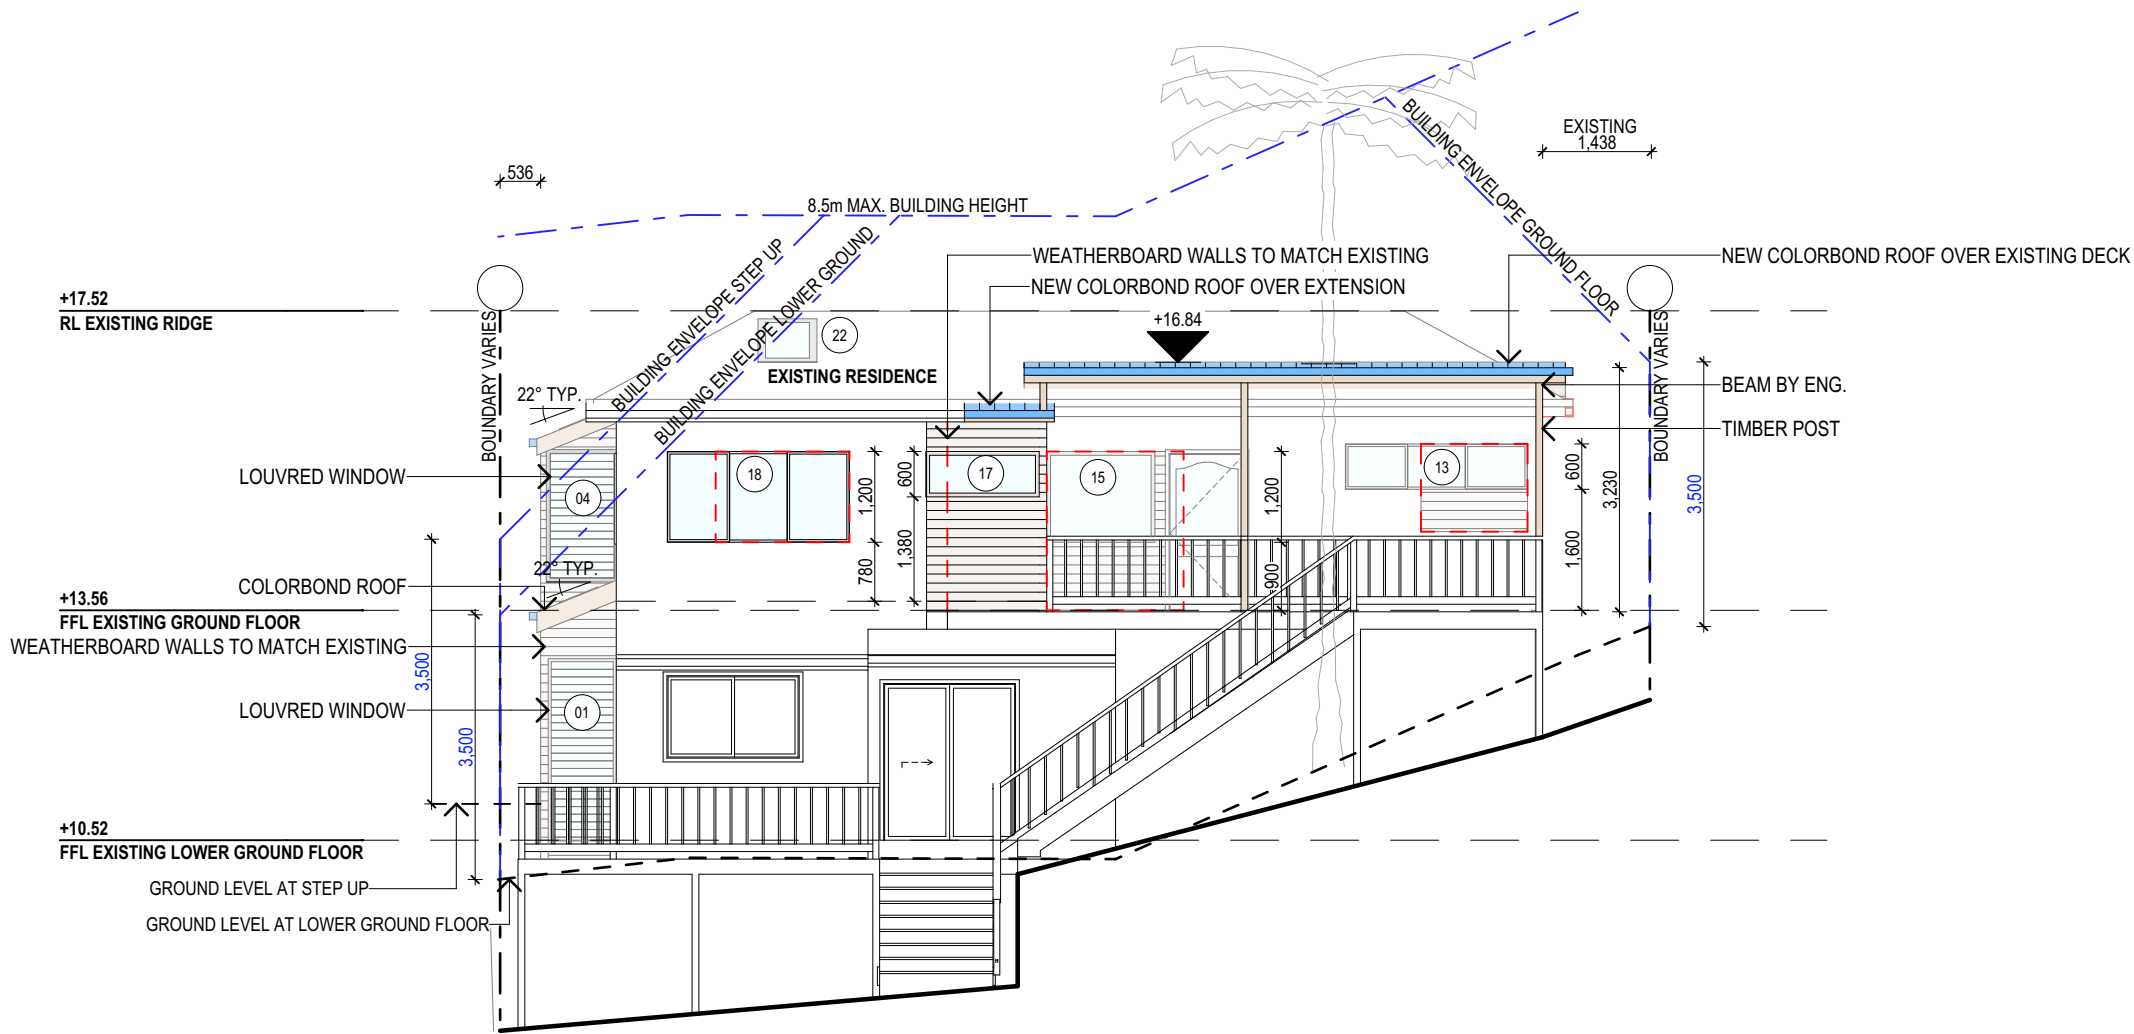 EXISTING
1,438
536
BUILDING ENVELOPE GROUND FLOOR
8.5m MAX. BUILDING HEIGHT
BUILDING ENVELOPE STEP UP
BUILDING ENVELOPE LOWER GROUND
WEATHERBOARD WALLS TO MATCH EXISTING
NEW COLORBOND ROOF OVER EXISTING DECK
NEW COLORBOND ROOF OVER EXTENSION
+17.52
RL EXISTING RIDGE
+16.84
22
EXISTING RESIDENCE
BOUNDARY VARIES
BOUNDARY VARIES
BEAM BY ENG.
22° TYP.
TIMBER POST
LOUVRED WINDOW
04
18
17
15
13
1,200
780
600
1,380
1,200
900
600
1,600
3,230
3,500
22° TYP.
COLORBOND ROOF
+13.56
FFL EXISTING GROUND FLOOR
WEATHERBOARD WALLS TO MATCH EXISTING
3,500
3,500
LOUVRED WINDOW
01
+10.52
FFL EXISTING LOWER GROUND FLOOR
GROUND LEVEL AT STEP UP
GROUND LEVEL AT LOWER GROUND FLOOR